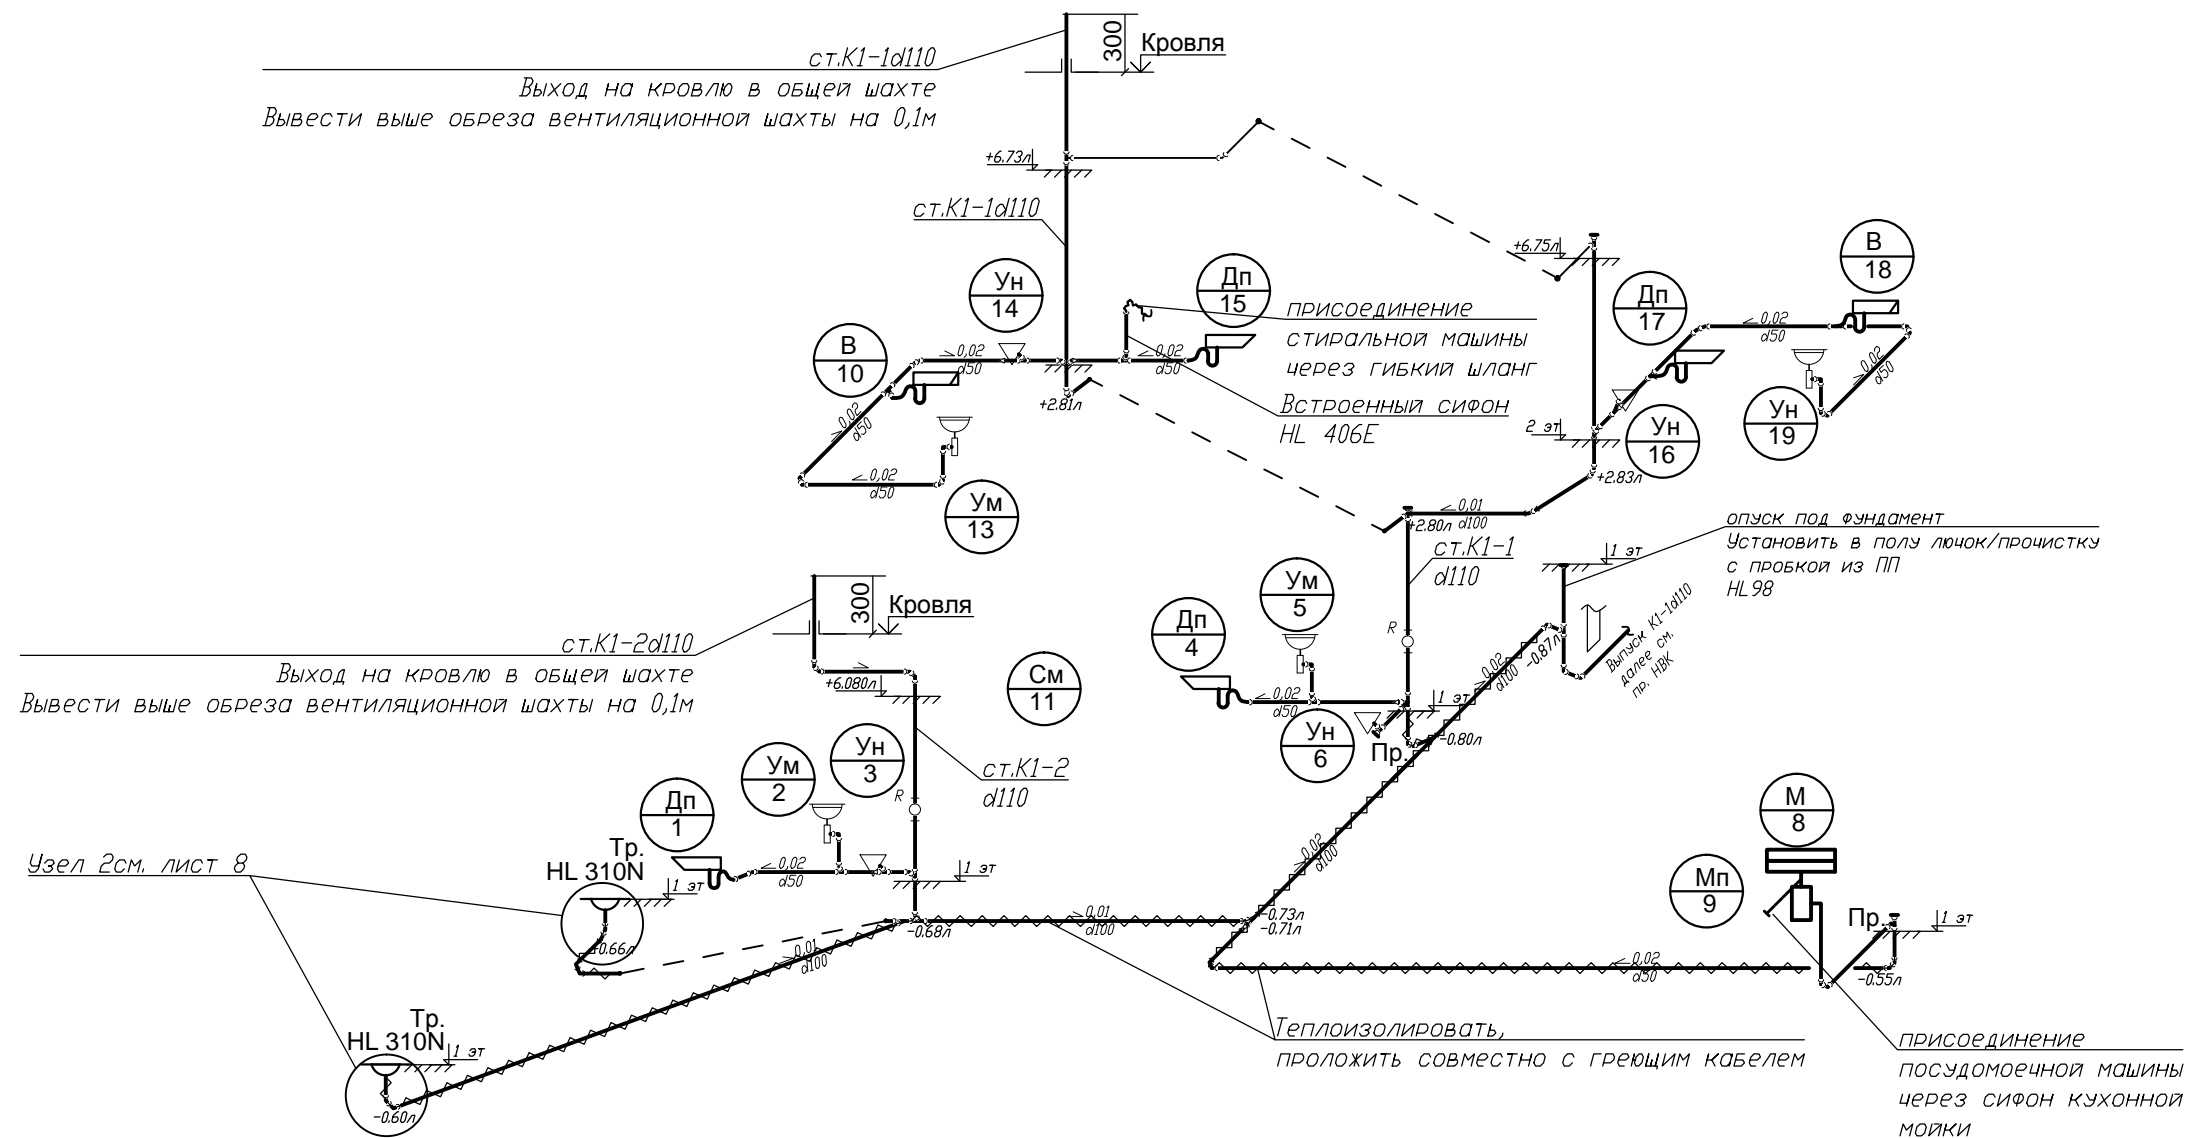 ст.К1-1d110
Выход на кровлю в общей шахте
Вывести выше обреза вентиляционной шахты на 0,1м
300
Кровля
+6.73л
ст.К1-1d110
+6.75л
В
18
Дп
17
Ун
14
Дп
15
В
10
присоединение
стиральной машины
через гибкий шланг
Встроенный сифон
HL 406E
0,02
d50
0,02
d50
0,02
d50
0,02
d50
0,02
d50
0,02
d50
+2.81л
Ум
13
Ун
19
Ун
16
2 эт
+2.83л
0,01
d100
+2.80л
ст.К1-1
d110
опуск под фундамент
Установить в полу лючок/прочистку
с пробкой из ПП
HL98
1 эт
Выпуск К1-1d110
далее см.
пр. НВК
300
Кровля
ст.К1-2d110
Выход на кровлю в общей шахте
Вывести выше обреза вентиляционной шахты на 0,1м
+6.080л
См
11
Ум
5
Дп
4
R
0,02
d50
1 эт
Ун
6
Пр.
-0.80л
-0.87л
0,02
d100
Ун
3
Ум
2
Дп
1
ст.К1-2
d110
R
0,02
d50
1 эт
Узел 2см. лист 8
Тр.
HL 310N
1 эт
+0.66л
-0.68л
0,01
d100
0,01
d100
0,02
d100
-0.73л
-0.71л
М
8
Мп
9
Пр.
1 эт
0,02
d50
-0.55л
Тр.
HL 310N
1 эт
-0.60л
Теплоизолировать,
проложить совместно с греющим кабелем
присоединение
посудомоечной машины
через сифон кухонной
мойки